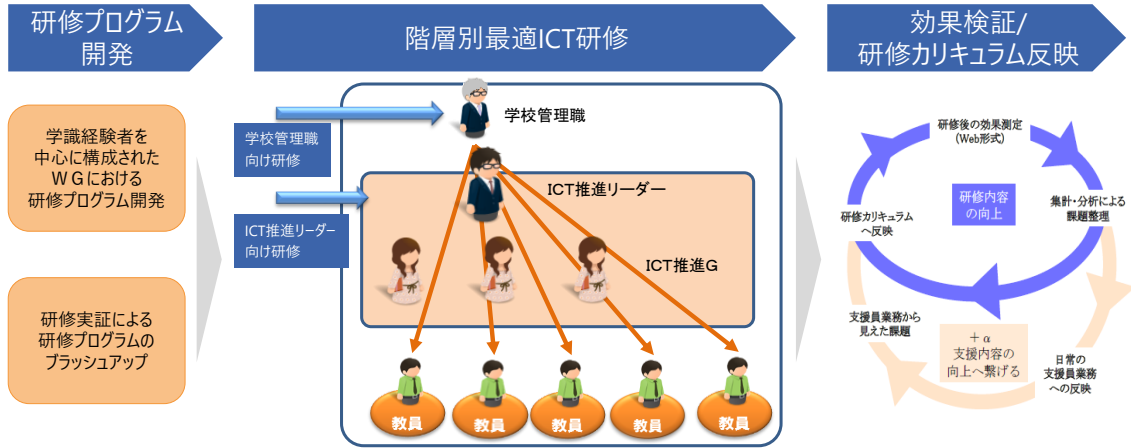 研修プログラム
開発
学識経験者を
中心に構成された
ＷＧにおける
研修プログラム開発
研修実証による
研修プログラムの
ブラッシュアップ
階層別最適ICT研修
学校管理職
向け研修
ICT推進リーダー
向け研修
学校管理職
ICT推進リーダー
ICT推進G
教員
教員
教員
教員
教員
効果検証/
研修カリキュラム反映
研修後の効果測定
(Web形式)
研修内容
の向上
集計・分析による
課題整理
研修カリキュラム
へ反映
支援員業務から
見えた課題
＋α
支援内容の
向上へ繋げる
日常の
支援員業務
への反映